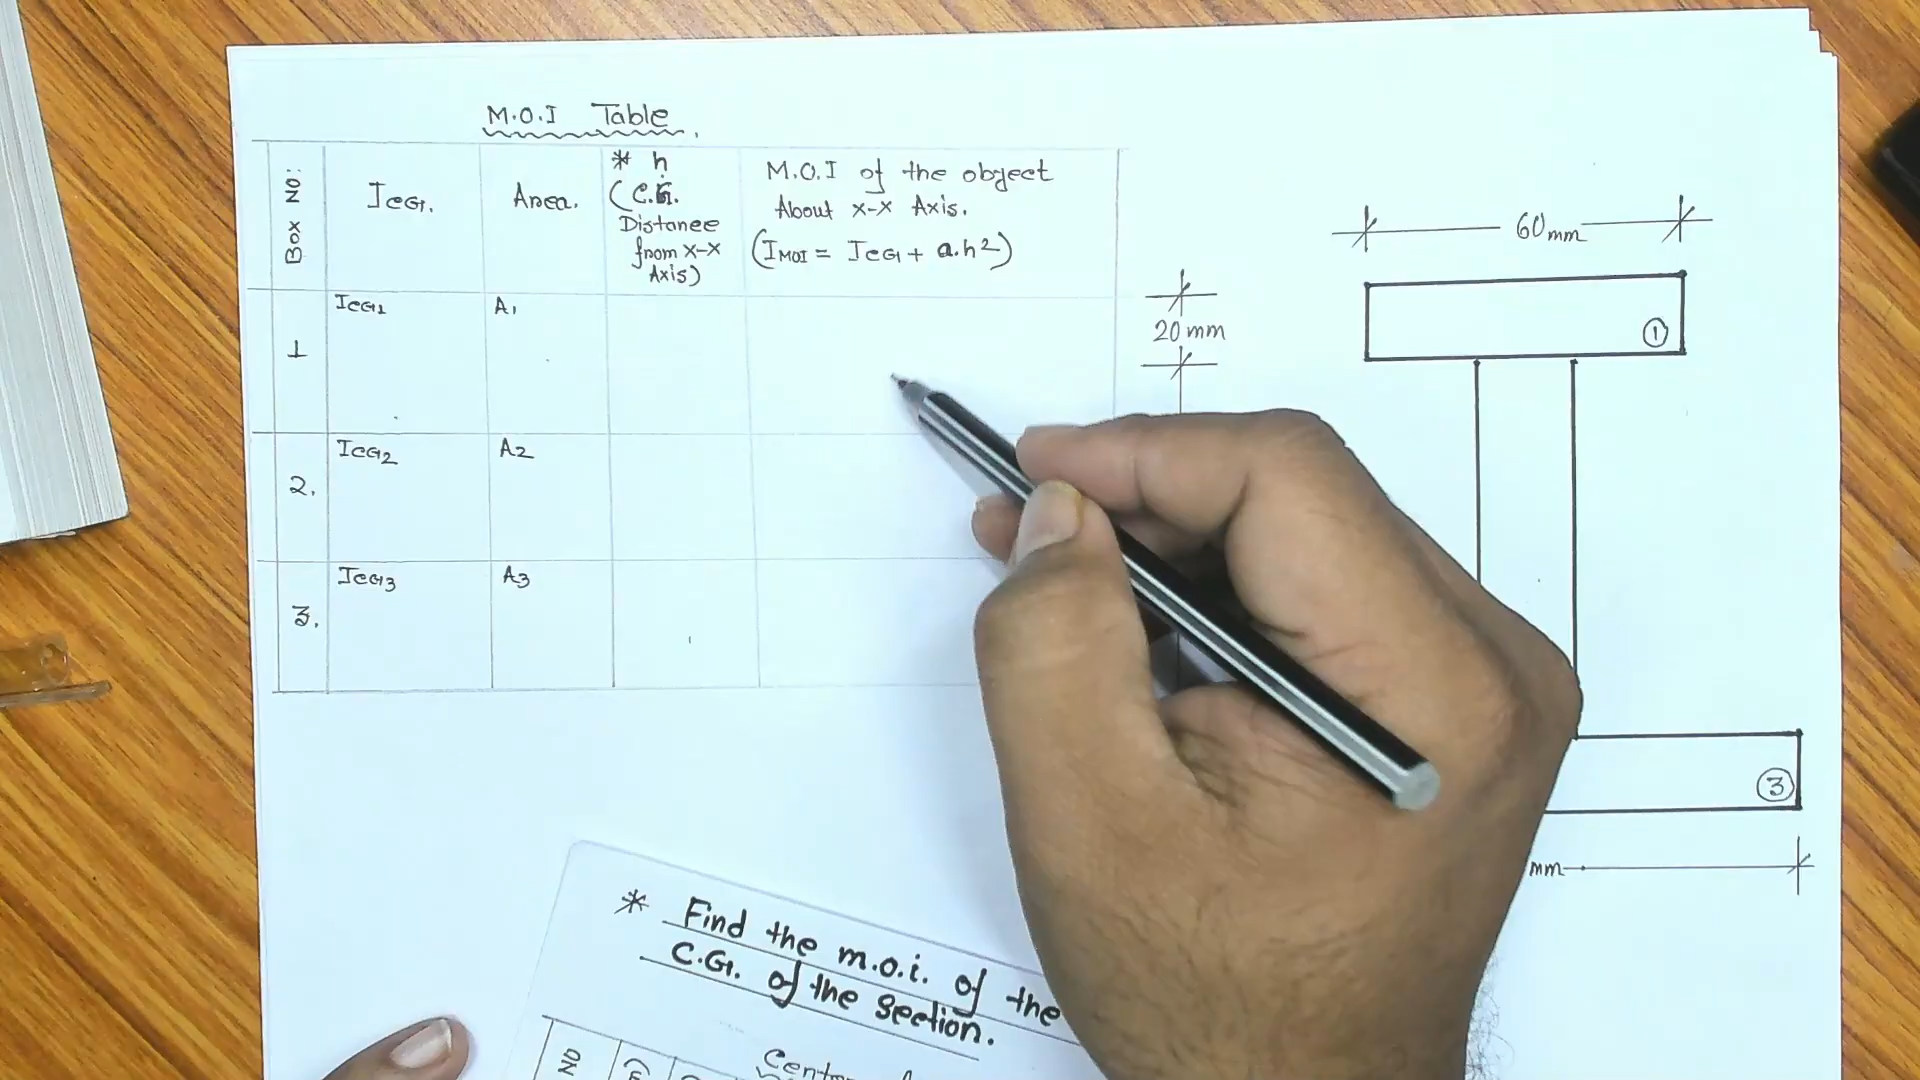 M.O.I Table
Box NO:
ICG.
Area.
* h
(C.G.
Distance
from x-x
Axis)
M.O.I of the object
About x-x Axis.
(IMOI = ICG + a.h2)
1
ICG1
A1
2.
ICG2
A2
3.
ICG3
A3
60mm
20mm
1
3
mm
* Find the m.o.i. of the
C.G. of the section.
NO